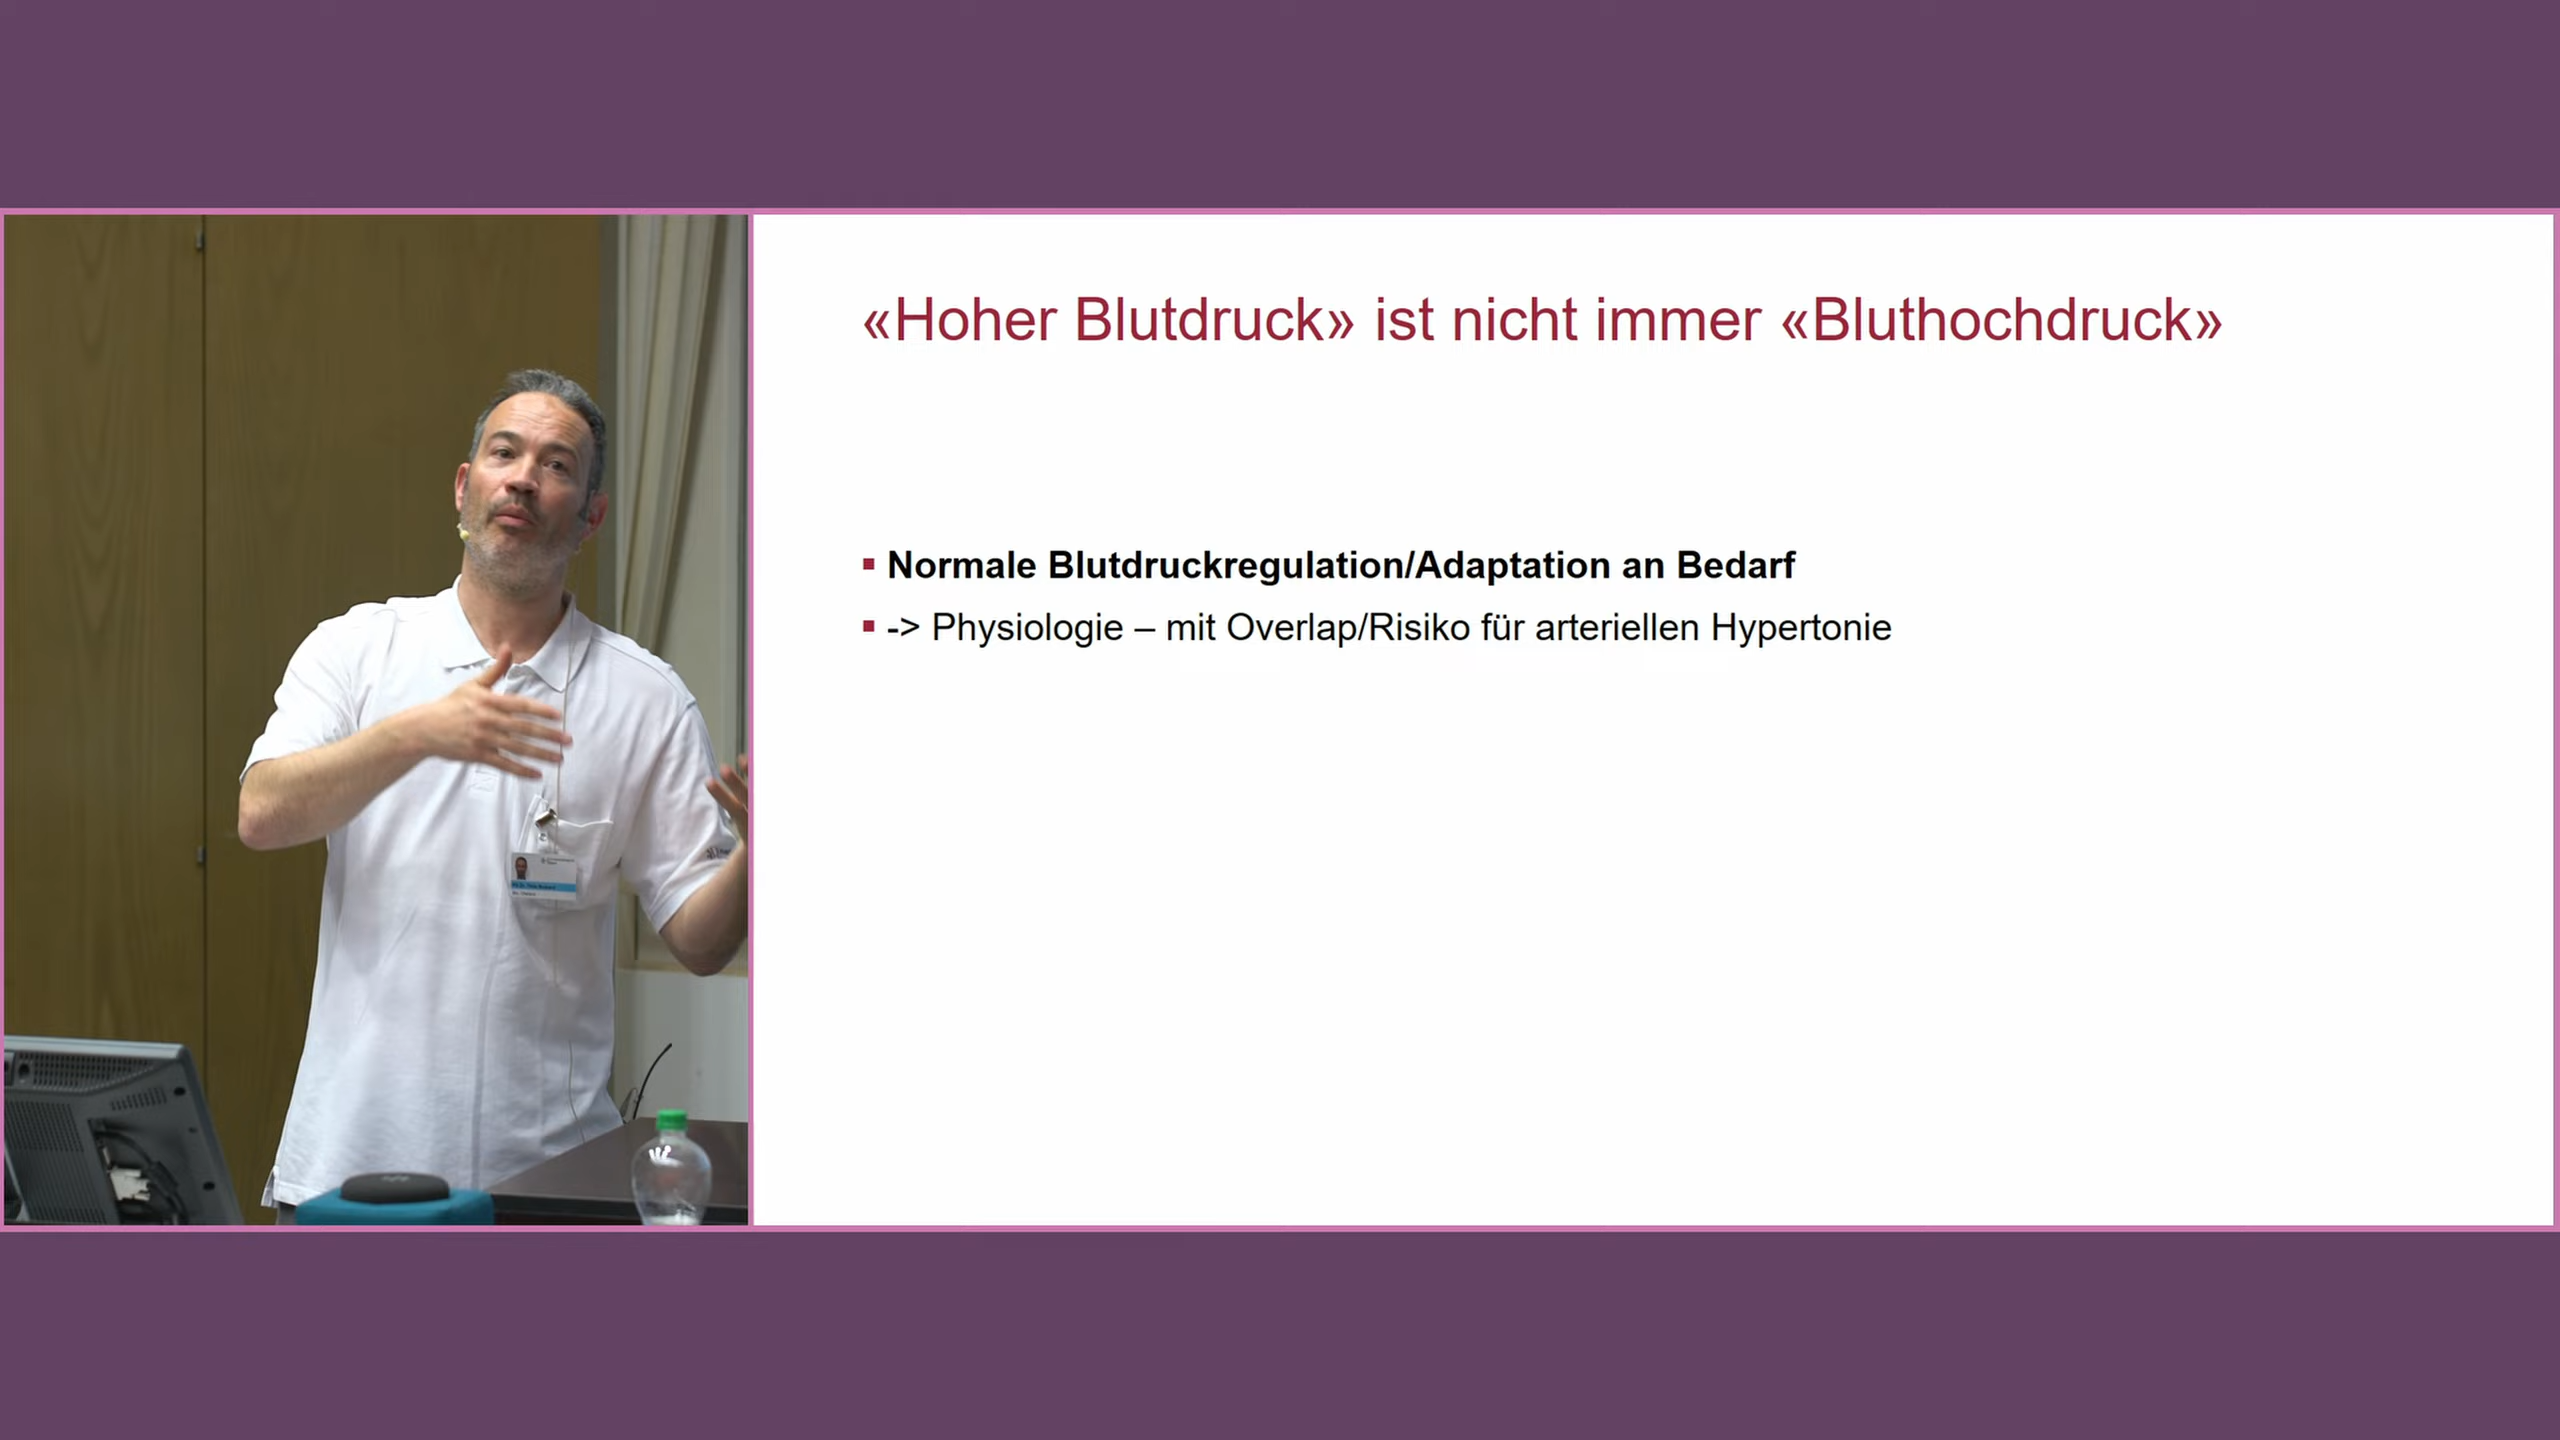 «Hoher Blutdruck» ist nicht immer «Bluthochdruck»
▪ Normale Blutdruckregulation/Adaptation an Bedarf
▪ -> Physiologie – mit Overlap/Risiko für arteriellen Hypertonie